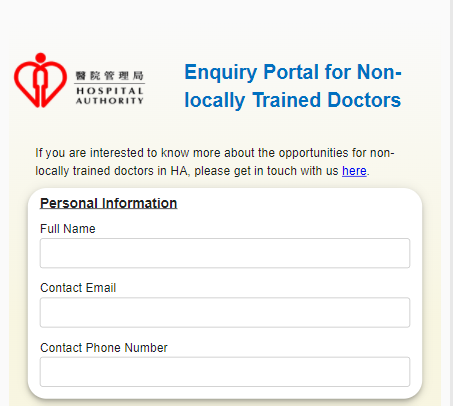 醫院管理局
HOSPITAL
AUTHORITY
Enquiry Portal for Non-
locally Trained Doctors
If you are interested to know more about the opportunities for non-
locally trained doctors in HA, please get in touch with us here.
Personal Information
Full Name
Contact Email
Contact Phone Number